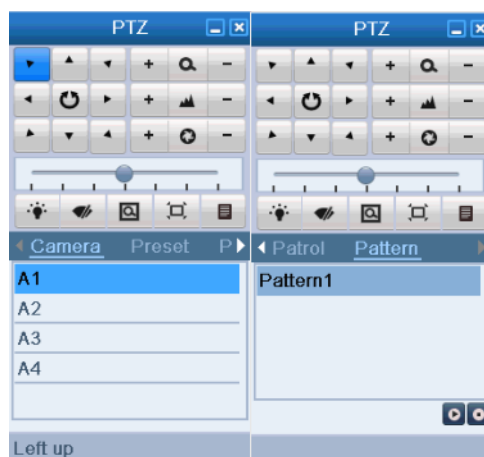 PTZ
Camera Preset P
A1
A2
A3
A4
Left up
PTZ
Patrol Pattern
Pattern1